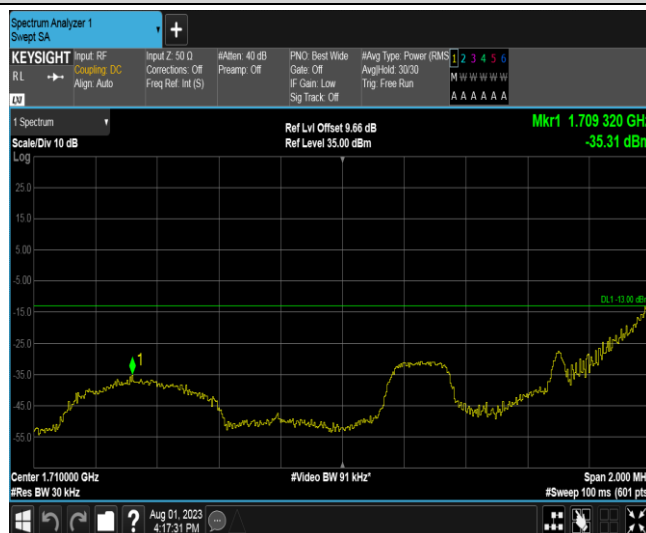 Spectrum Analyzer 1
Swept SA
+
KEYSIGHT
RL
Input: RF
Coupling: DC
Align: Auto
Input Z: 50 Ω
Corrections: Off
Freq Ref: Int (S)
#Atten: 40 dB
Preamp: Off
PNO: Best Wide
Gate: Off
IF Gain: Low
Sig Track: Off
#Avg Type: Power (RMS
Avg|Hold: 30/30
Trig: Free Run
1 2 3 4 5 6
M W W W W W
A A A A A A
LXI
1 Spectrum
Scale/Div 10 dB
Ref Lvl Offset 9.66 dB
Ref Level 35.00 dBm
Mkr1 1.709 320 GHz
-35.31 dBm
Log
25.0
15.0
5.00
-5.00
DL1 -13.00 dBm
-15.0
1
-25.0
-35.0
-45.0
-55.0
Center 1.710000 GHz
#Video BW 91 kHz*
Span 2.000 MH
#Res BW 30 kHz
#Sweep 100 ms (601 pts
?
Aug 01, 2023
4:17:31 PM